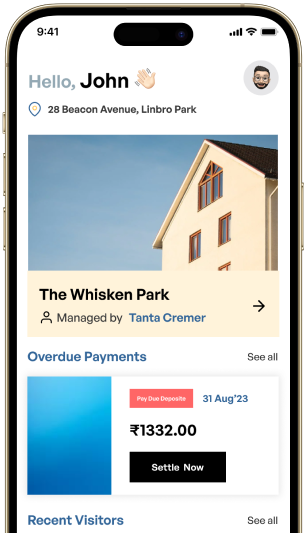 9:41
Hello, John 👋🏻
28 Beacon Avenue, Linbro Park
The Whisken Park
Managed by Tanta Cremer
Overdue Payments See all
Pay Due Deposite 31 Aug'23
₹1332.00
Settle Now
Recent Visitors See all